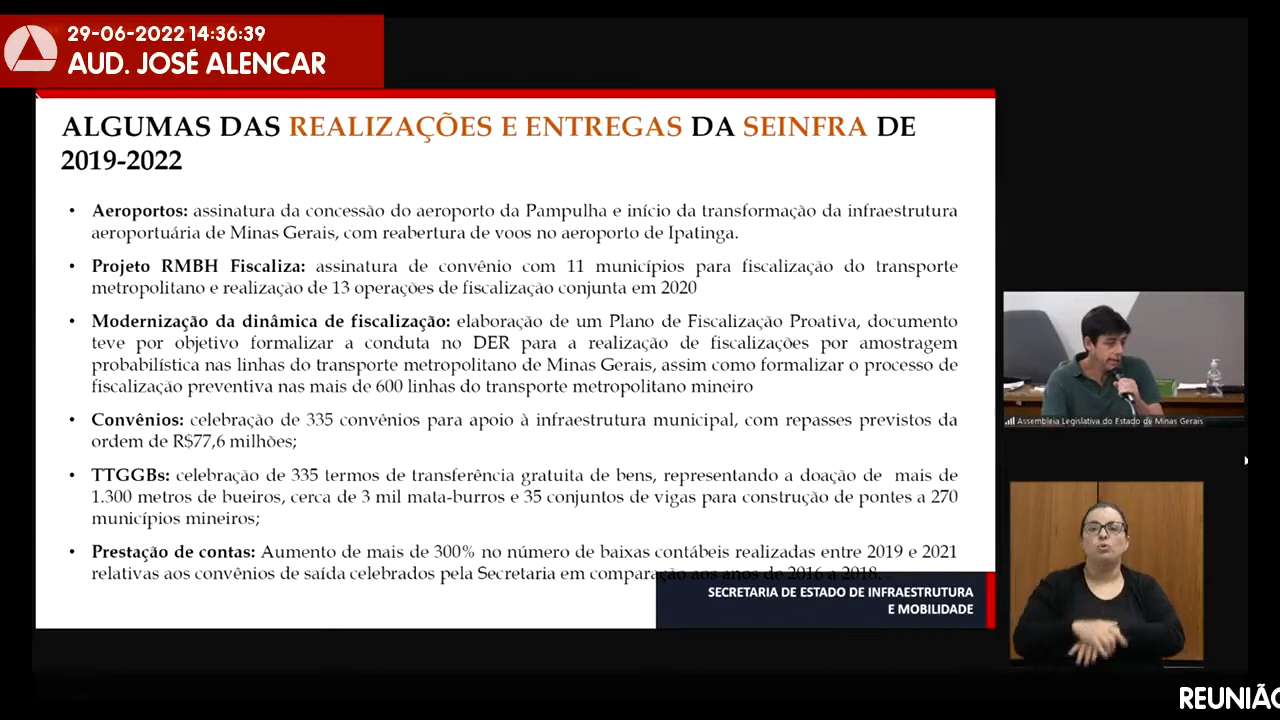 29-06-2022 14:36:39
AUD. JOSÉ ALENCAR
ALGUMAS DAS REALIZAÇÕES E ENTREGAS DA SEINFRA DE
2019-2022
• Aeroportos: assinatura da concessão do aeroporto da Pampulha e início da transformação da infraestrutura
aeroportuária de Minas Gerais, com reabertura de voos no aeroporto de Ipatinga.
• Projeto RMBH Fiscaliza: assinatura de convênio com 11 municípios para fiscalização do transporte
metropolitano e realização de 13 operações de fiscalização conjunta em 2020
• Modernização da dinâmica de fiscalização: elaboração de um Plano de Fiscalização Proativa, documento
teve por objetivo formalizar a conduta no DER para a realização de fiscalizações por amostragem
probabilística nas linhas do transporte metropolitano de Minas Gerais, assim como formalizar o processo de
fiscalização preventiva nas mais de 600 linhas do transporte metropolitano mineiro
• Convênios: celebração de 335 convênios para apoio à infraestrutura municipal, com repasses previstos da
ordem de R$77,6 milhões;
• TTGGBs: celebração de 335 termos de transferência gratuita de bens, representando a doação de mais de
1.300 metros de bueiros, cerca de 3 mil mata-burros e 35 conjuntos de vigas para construção de pontes a 270
municípios mineiros;
• Prestação de contas: Aumento de mais de 300% no número de baixas contábeis realizadas entre 2019 e 2021
relativas aos convênios de saída celebrados pela Secretaria em comparação aos anos de 2016 a 2018.
SECRETARIA DE ESTADO DE INFRAESTRUTURA
E MOBILIDADE
Assembleia Legislativa do Estado de Minas Gerais
REUNIÃO